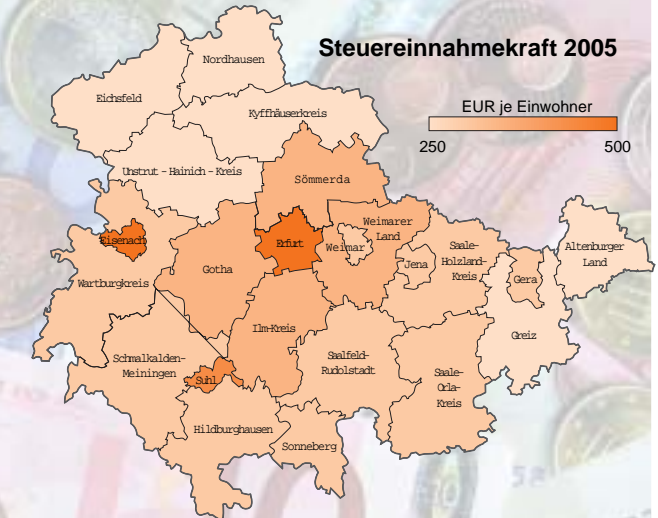 Steuereinnahmekraft 2005
EUR je Einwohner
250
500
Nordhausen
Eichsfeld
Kyffhäuserkreis
Unstrut - Hainich - Kreis
Sömmerda
Eisenach
Erfurt
Weimar
Weimarer
Land
Gotha
Wartburgkreis
Jena
Saale-
Holzland-
Kreis
Gera
Altenburger
Land
Greiz
Ilm-Kreis
Schmalkalden-
Meiningen
Suhl
Saalfeld-
Rudolstadt
Saale-
Orla-
Kreis
Hildburghausen
Sonneberg